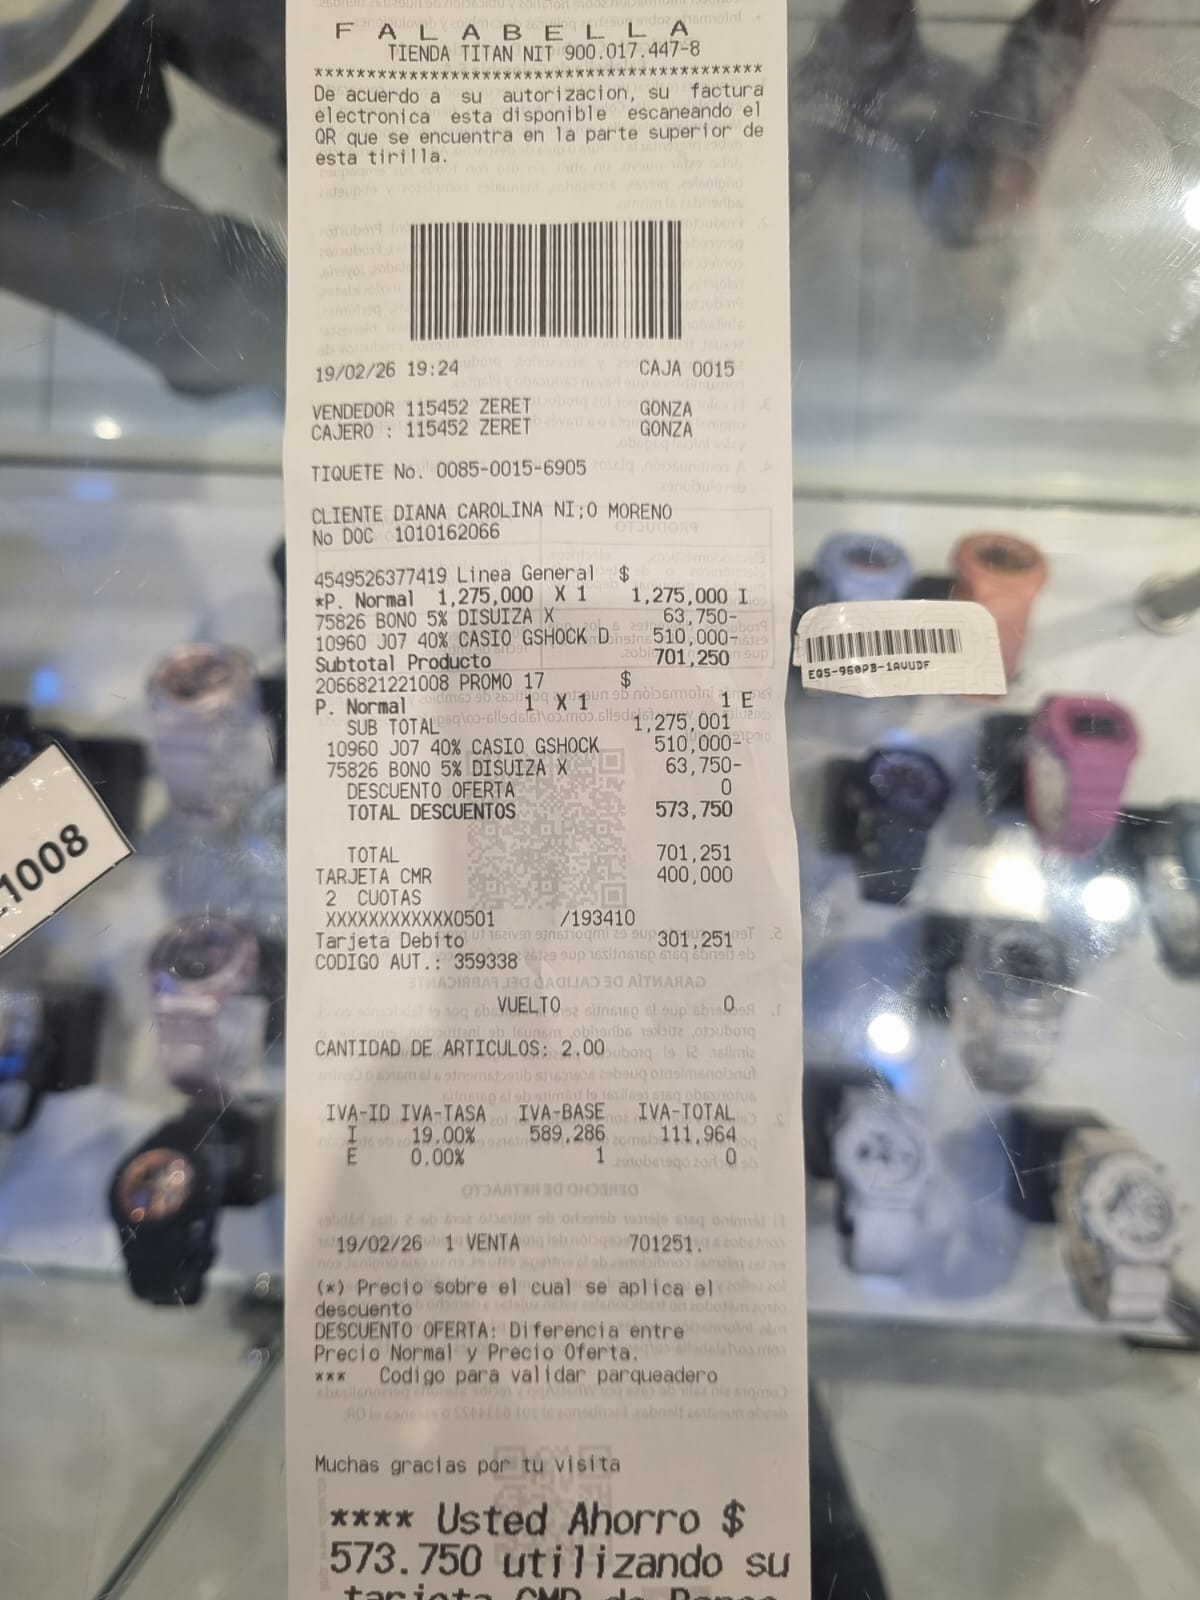 F A L A B E L L A
TIENDA TITAN NIT 900.017.447-8
*******************************************
De acuerdo a su autorizacion, su factura
electronica esta disponible escaneando el
QR que se encuentra en la parte superior de
esta tirilla.
19/02/26 19:24 CAJA 0015
VENDEDOR 115452 ZERET GONZA
CAJERO : 115452 ZERET GONZA
TIQUETE No. 0085-0015-6905
CLIENTE DIANA CAROLINA NI;O MORENO
No DOC 1010162066
4549526377419 Linea General $
*P. Normal 1,275,000 X 1 1,275,000 I
75826 BONO 5% DISUIZA X 63,750-
10960 J07 40% CASIO GSHOCK D 510,000-
Subtotal Producto 701,250
2066821221008 PROMO 17 $
P. Normal 1 X 1 1 E
SUB TOTAL 1,275,001
10960 J07 40% CASIO GSHOCK 510,000-
75826 BONO 5% DISUIZA X 63,750-
DESCUENTO OFERTA 0
TOTAL DESCUENTOS 573,750
TOTAL 701,251
TARJETA CMR 400,000
2 CUOTAS
XXXXXXXXXXXX0501 /193410
Tarjeta Debito 301,251
CODIGO AUT.: 359338
VUELTO 0
CANTIDAD DE ARTICULOS: 2.00
IVA-ID IVA-TASA IVA-BASE IVA-TOTAL
I 19.00% 589,286 111,964
E 0.00% 1 0
19/02/26 1 VENTA 701251.
(*) Precio sobre el cual se aplica el
descuento
DESCUENTO OFERTA: Diferencia entre
Precio Normal y Precio Oferta.
*** Codigo para validar parqueadero
Muchas gracias por tu visita
**** Usted Ahorro $
573.750 utilizando su
EQS-960PB-1AVUDF
1008